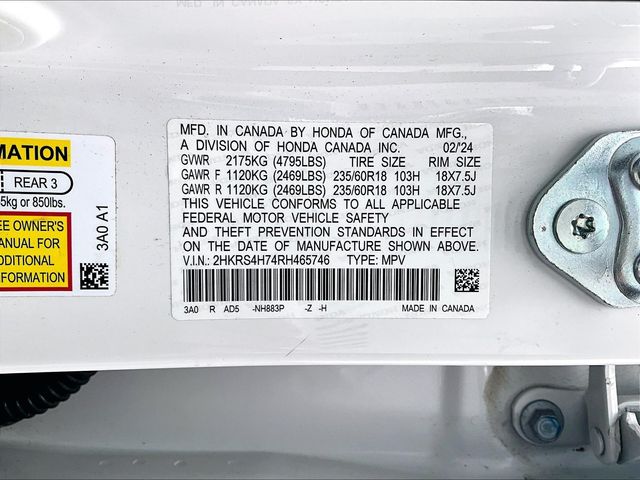 MFD. IN CANADA BY HONDA OF CANADA MFG.,
A DIVISION OF HONDA CANADA INC. 02/'24
GVWR 2175KG (4795LBS) TIRE SIZE RIM SIZE
GAWR F 1120KG (2469LBS) 235/60R18 103H 18X7.5J
GAWR R 1120KG (2469LBS) 235/60R18 103H 18X7.5J
THIS VEHICLE CONFORMS TO ALL APPLICABLE
FEDERAL MOTOR VEHICLE SAFETY
AND THEFT PREVENTION STANDARDS IN EFFECT
ON THE DATE OF MANUFACTURE SHOWN ABOVE.
V.I.N.: 2HKRS4H74RH465746 TYPE: MPV
3A0 R AD5 -NH883P -Z -H MADE IN CANADA
MATION
REAR 3
5kg or 850lbs.
EE OWNER'S
ANUAL FOR
DDITIONAL
FORMATION
3A0 A1